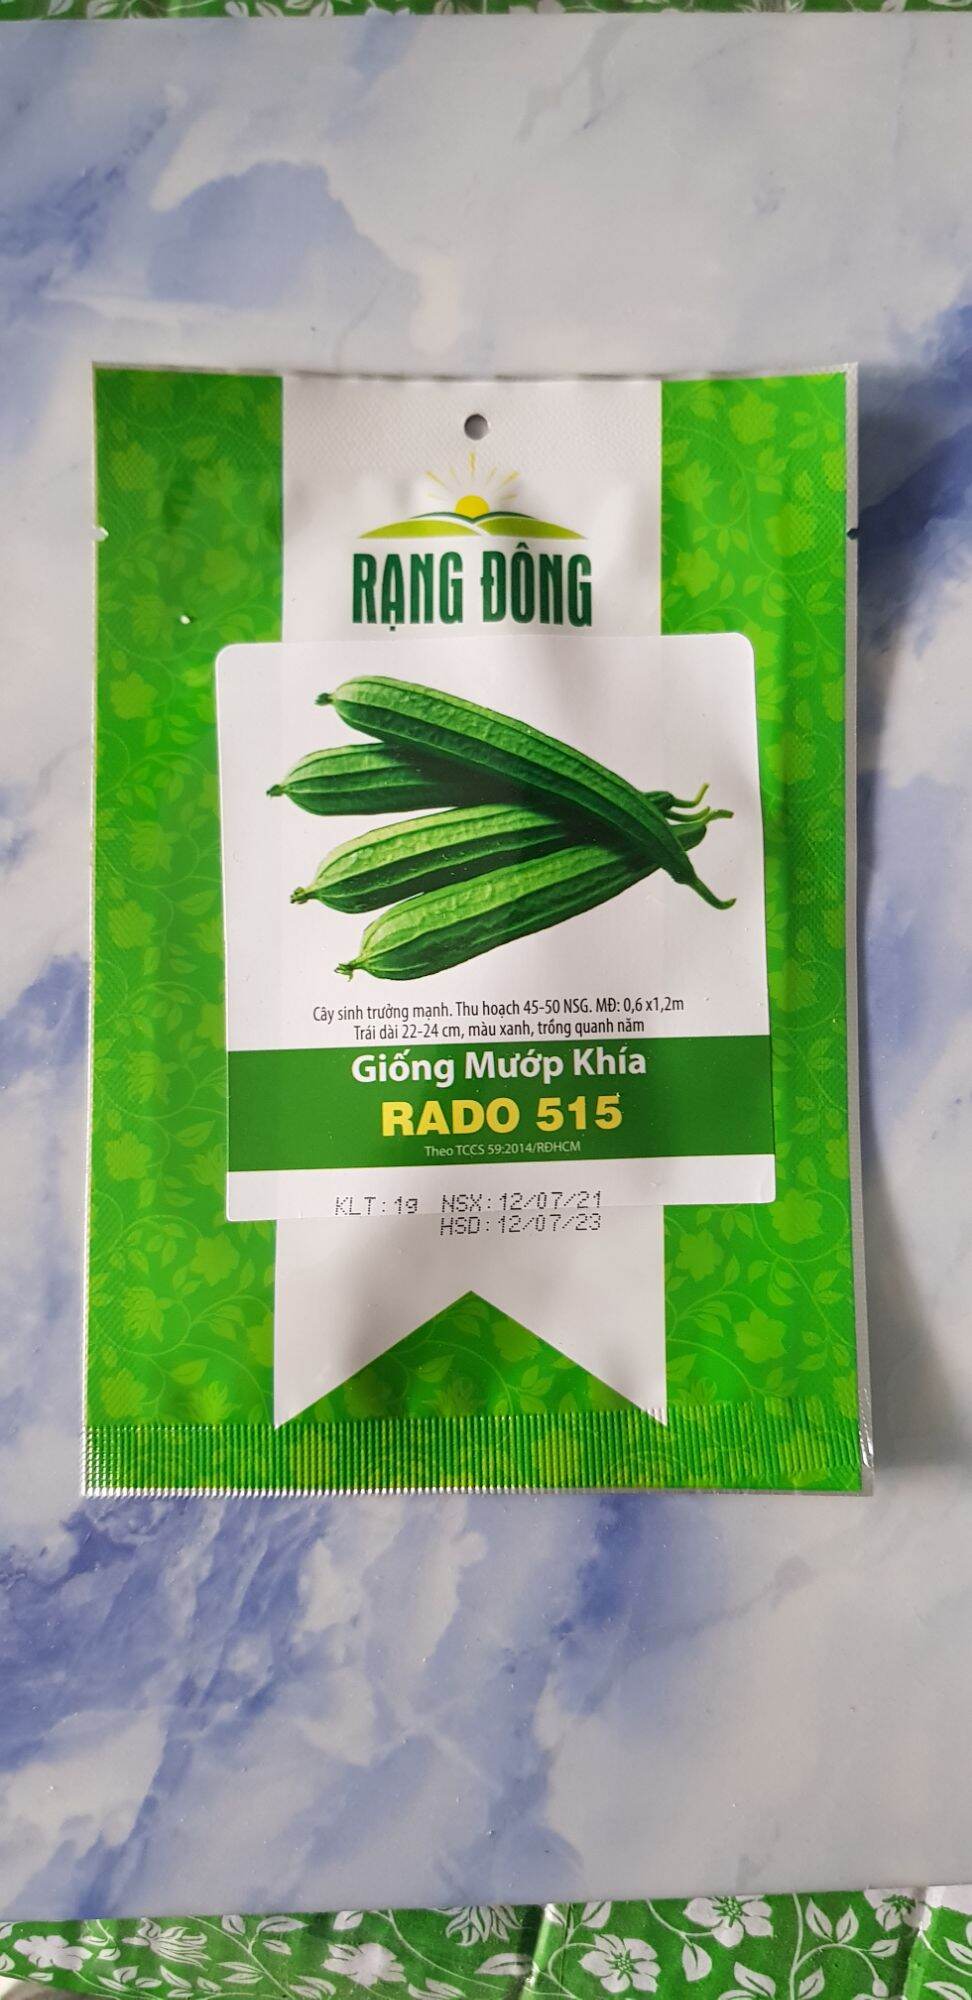 RẠNG ĐÔNG
Cây sinh trưởng mạnh. Thu hoạch 45-50 NSG. MĐ: 0,6 x1,2m
Trái dài 22-24 cm, màu xanh, trồng quanh năm
Giống Mướp Khía
RADO 515
Theo TCCS 59:2014/RĐHCM
KLT: 1g NSX: 12/07/21
HSD: 12/07/23